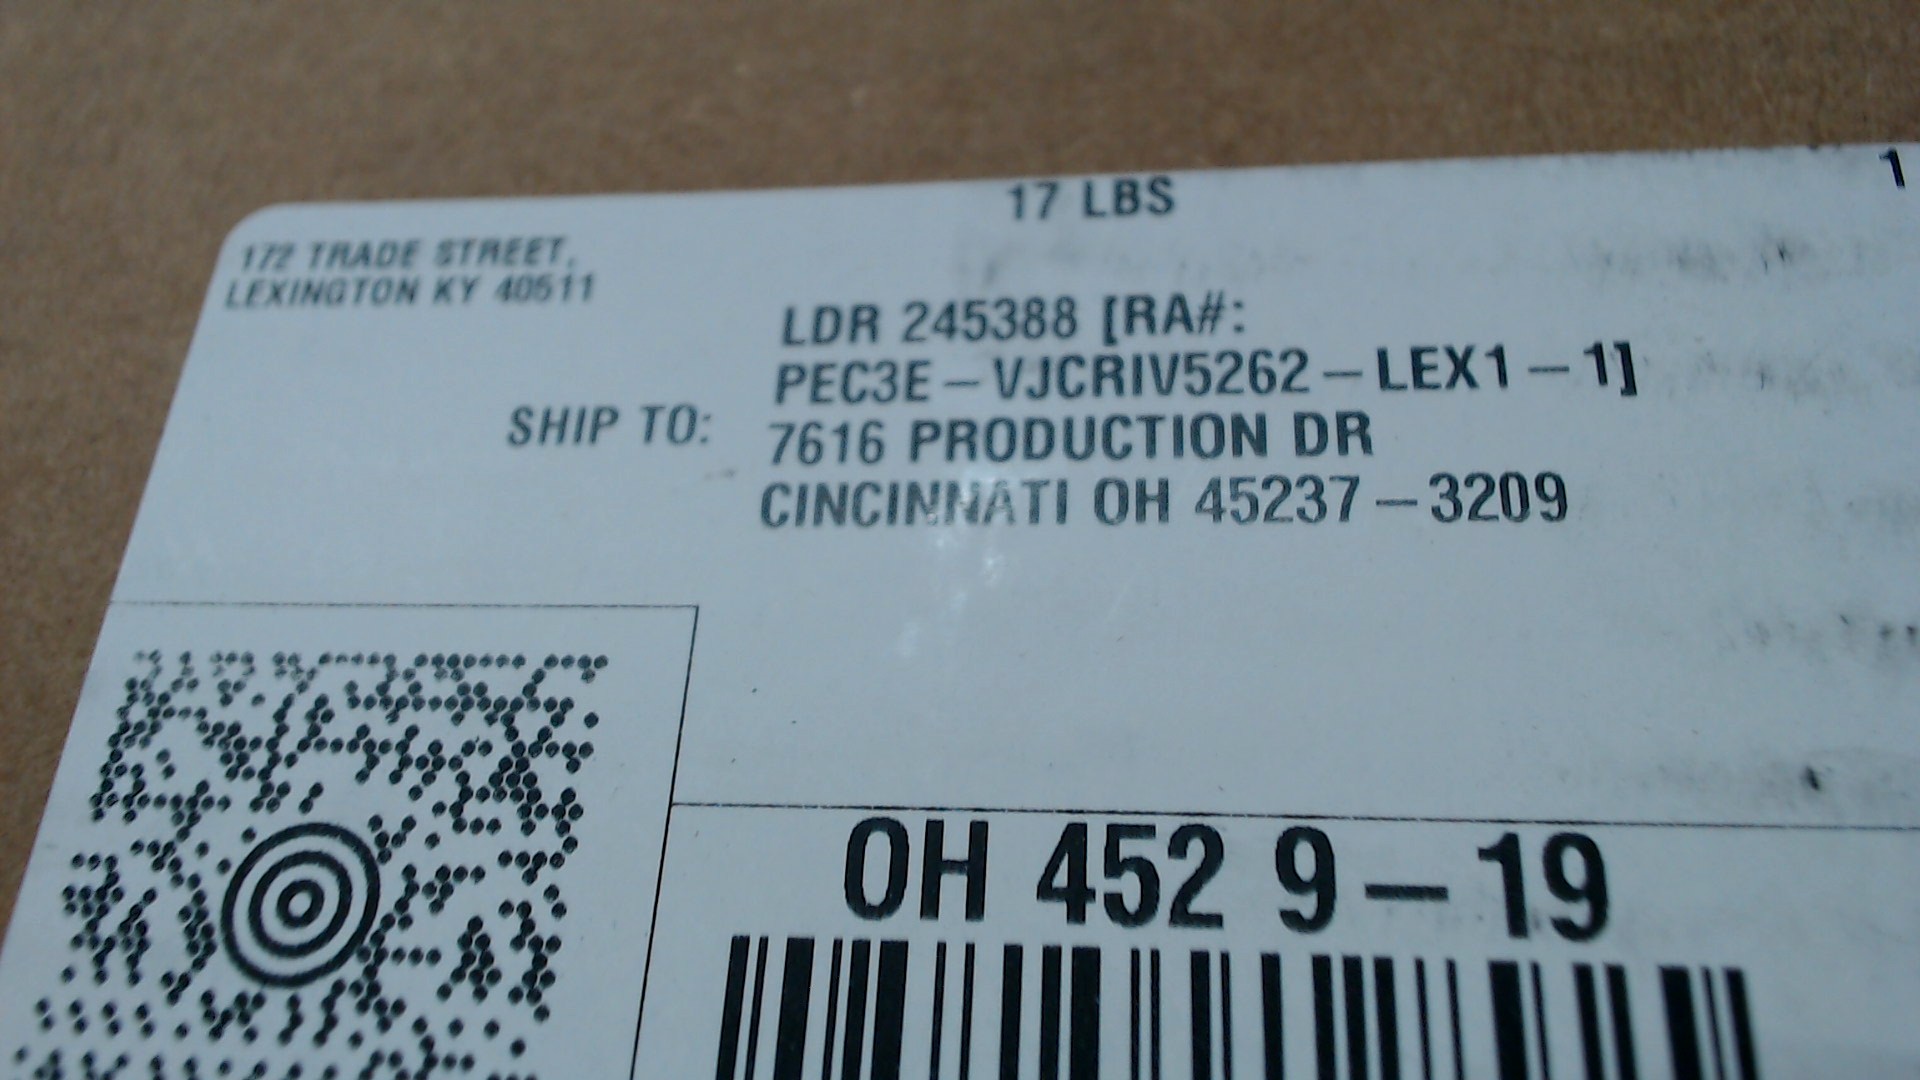 17 LBS
1
172 TRADE STREET,
LEXINGTON KY 40511
LDR 245388 [RA#:
PEC3E-VJCRIV5262-LEX1-1]
SHIP TO: 7616 PRODUCTION DR
CINCINNATI OH 45237-3209
OH 452 9-19